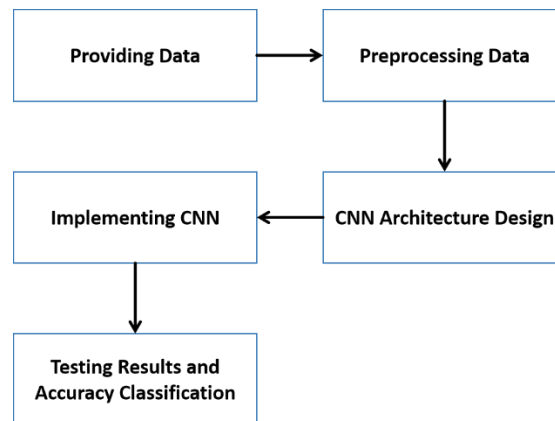 Providing Data
Preprocessing Data
CNN Architecture Design
Implementing CNN
Testing Results and
Accuracy Classification